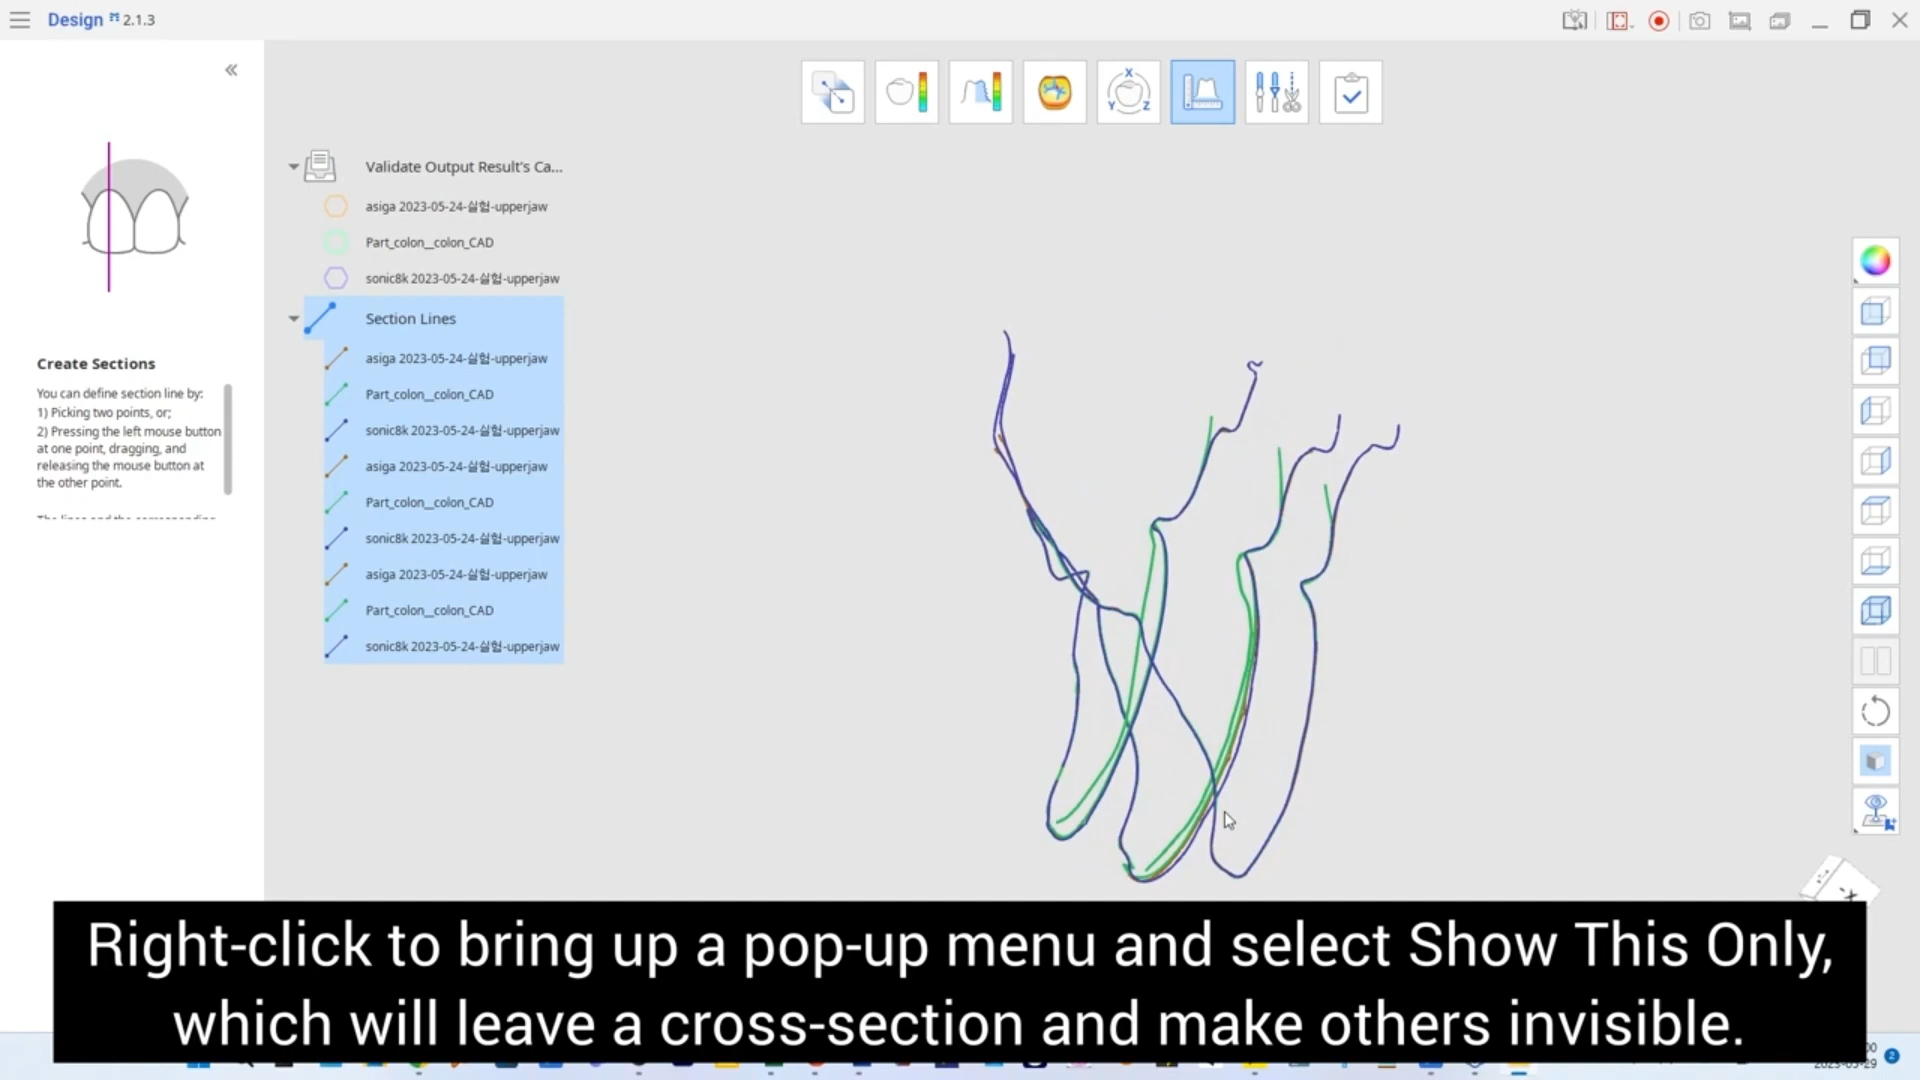 Design 2.1.3
X
Y Z
Validate Output Result's Ca...
asiga 2023-05-24-실험-upperjaw
Part_colon__colon_CAD
sonic8k 2023-05-24-실험-upperjaw
Section Lines
asiga 2023-05-24-실험-upperjaw
Part_colon__colon_CAD
sonic8k 2023-05-24-실험-upperjaw
asiga 2023-05-24-실험-upperjaw
Part_colon__colon_CAD
sonic8k 2023-05-24-실험-upperjaw
asiga 2023-05-24-실험-upperjaw
Part_colon__colon_CAD
sonic8k 2023-05-24-실험-upperjaw
Create Sections
You can define section line by:
1) Picking two points, or;
2) Pressing the left mouse button
at one point, dragging, and
releasing the mouse button at
the other point.
Right-click to bring up a pop-up menu and select Show This Only,
which will leave a cross-section and make others invisible.
2